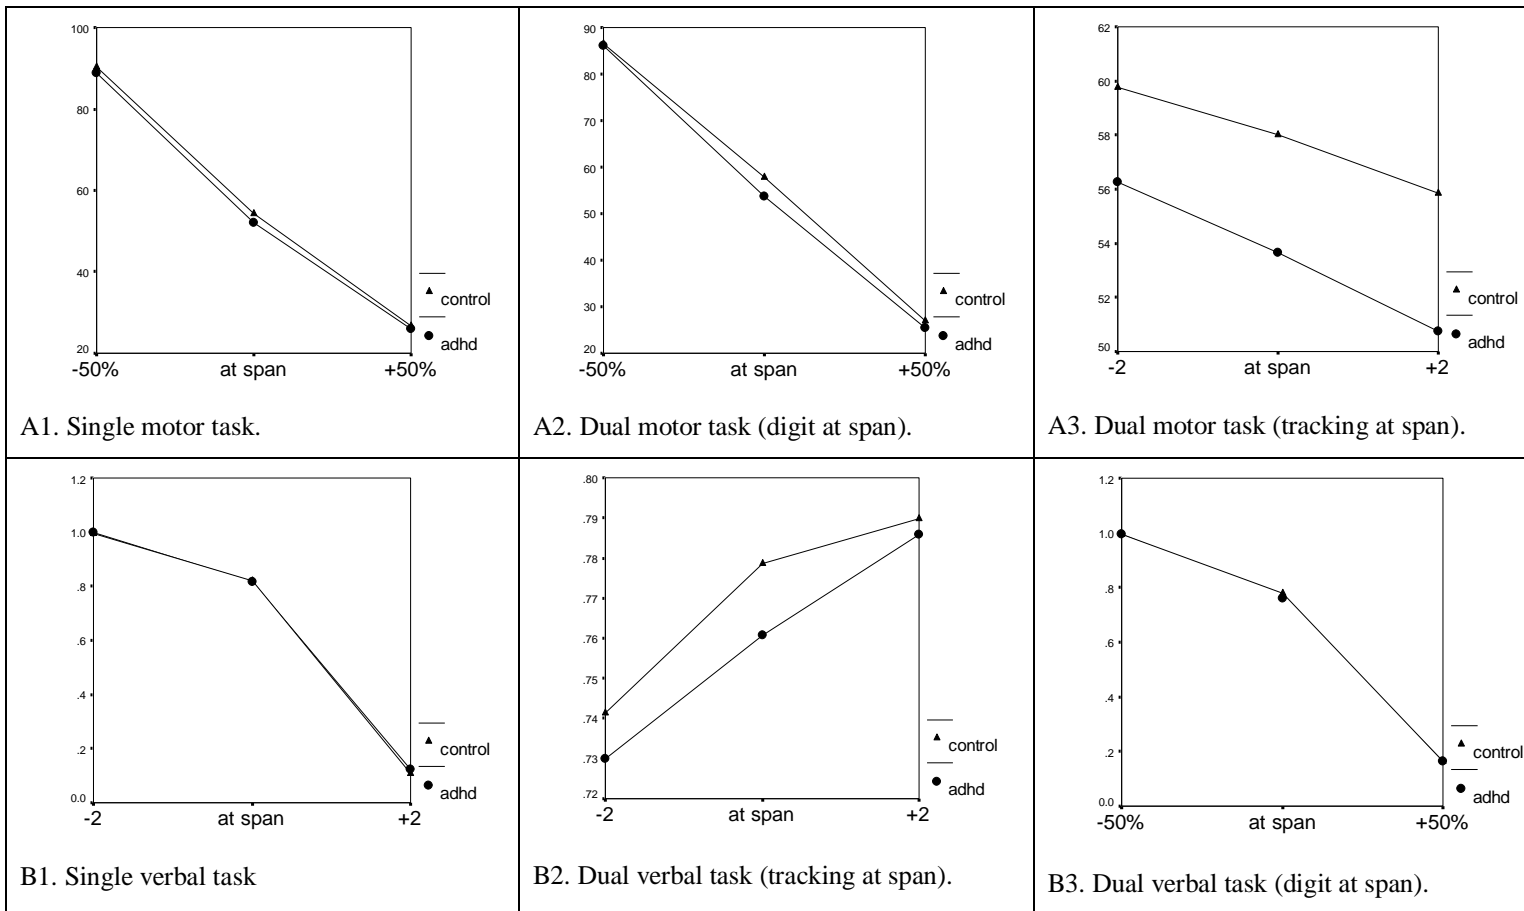 100
80
60
40
20
-50%
at span
+50%
control
adhd
A1. Single motor task.
90
80
70
60
50
40
30
20
-50%
at span
+50%
control
adhd
A2. Dual motor task (digit at span).
62
60
58
56
54
52
50
-2
at span
+2
control
adhd
A3. Dual motor task (tracking at span).
1.2
1.0
.8
.6
.4
.2
0.0
-2
at span
+2
control
adhd
B1. Single verbal task
.80
.79
.78
.77
.76
.75
.74
.73
.72
-2
at span
+2
control
adhd
B2. Dual verbal task (tracking at span).
1.2
1.0
.8
.6
.4
.2
0.0
-50%
at span
+50%
control
adhd
B3. Dual verbal task (digit at span).